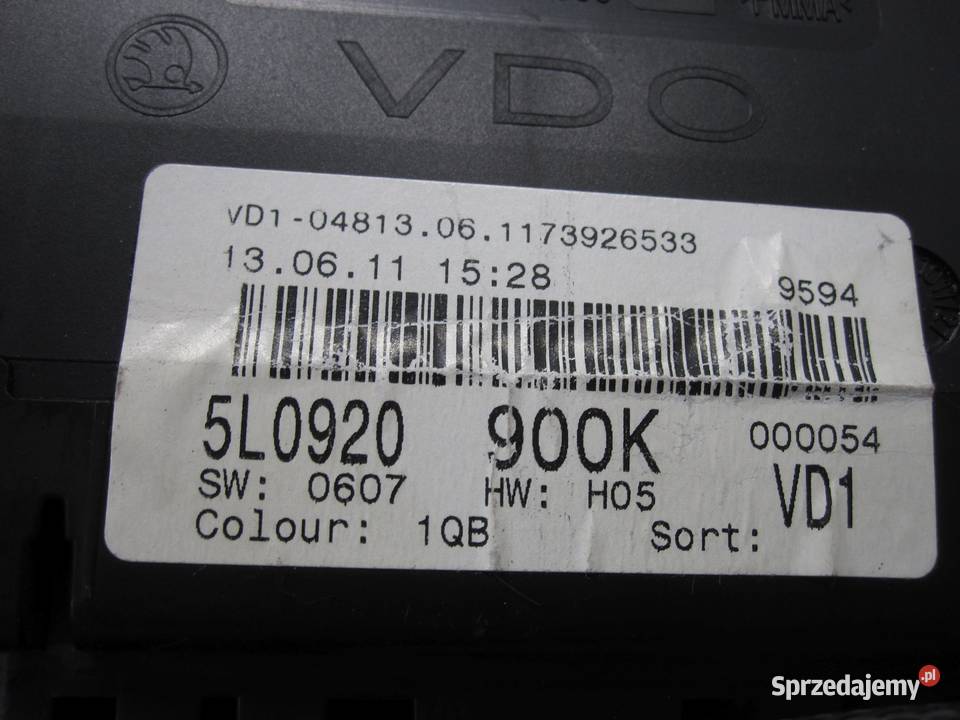 >PMMA<
VDO
VD1-04813.06.1173926533
13.06.11 15:28
9594
5L0920 900K
000054
SW: 0607 HW: H05
VD1
Colour: 1QB Sort:
Sprzedajemy.pl